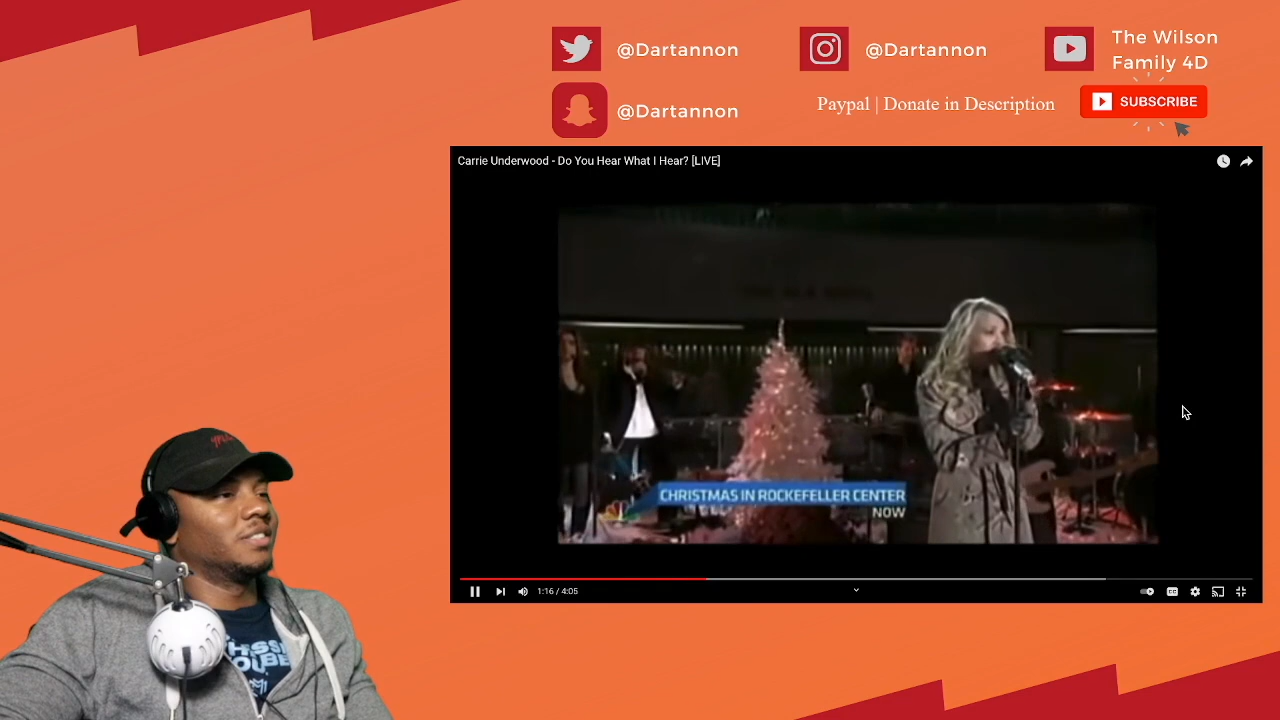 @Dartannon
@Dartannon
The Wilson
Family 4D
@Dartannon
Paypal | Donate in Description
SUBSCRIBE
Carrie Underwood - Do You Hear What I Hear? [LIVE]
CHRISTMAS IN ROCKEFELLER CENTER
NOW
1:16 / 4:05
CC